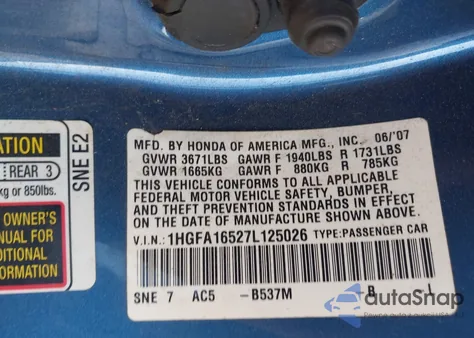 ATION
REAR 3
kg or 850lbs.
OWNER'S
NUAL FOR
DITIONAL
ORMATION
SNE E2
MFD. BY HONDA OF AMERICA MFG., INC. 06/'07
GVWR 3671LBS GAWR F 1940LBS R 1731LBS
GVWR 1665KG GAWR F 880KG R 785KG
THIS VEHICLE CONFORMS TO ALL APPLICABLE
FEDERAL MOTOR VEHICLE SAFETY, BUMPER,
AND THEFT PREVENTION STANDARDS IN EFFECT
ON THE DATE OF MANUFACTURE SHOWN ABOVE.
V.I.N.: 1HGFA16527L125026 TYPE:PASSENGER CAR
SNE 7 AC5 -B537M B L
autoSnap